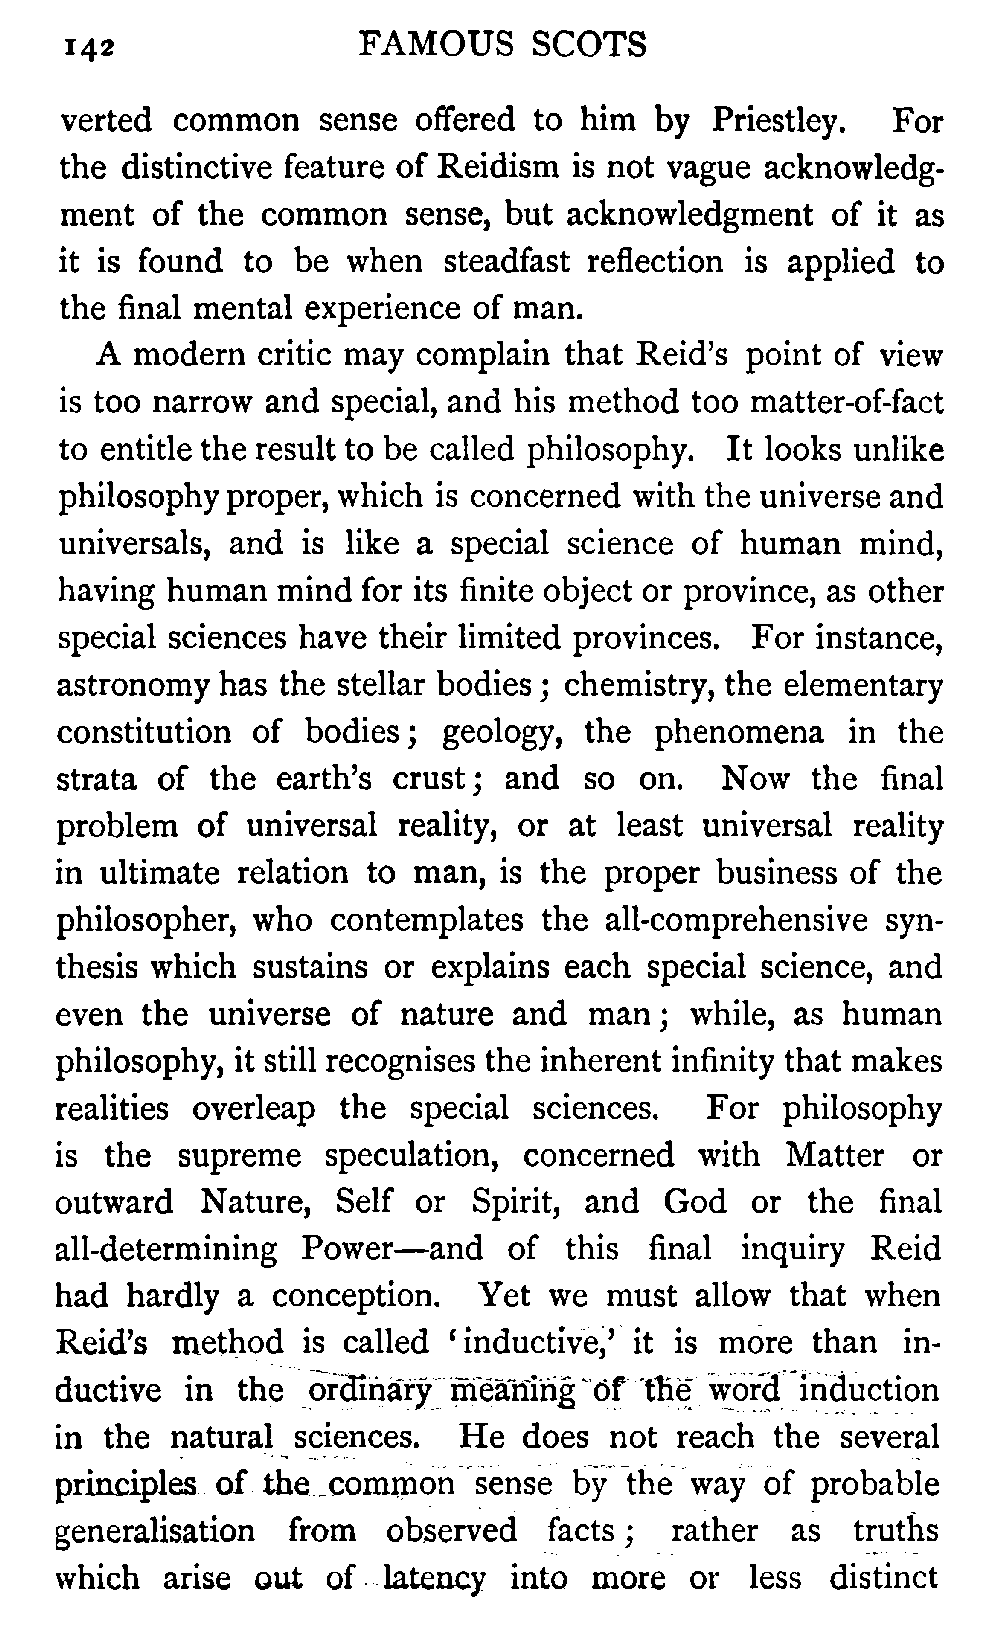 142 FAMOUS SCOTS
verted common sense offered to him by Priestley. For
the distinctive feature of Reidism is not vague acknowledg-
ment of the common sense, but acknowledgment of it as
it is found to be when steadfast reflection is applied to
the final mental experience of man.
A modern critic may complain that Reid's point of view
is too narrow and special, and his method too matter-of-fact
to entitle the result to be called philosophy. It looks unlike
philosophy proper, which is concerned with the universe and
universals, and is like a special science of human mind,
having human mind for its finite object or province, as other
special sciences have their limited provinces. For instance,
astronomy has the stellar bodies; chemistry, the elementary
constitution of bodies; geology, the phenomena in the
strata of the earth's crust; and so on. Now the final
problem of universal reality, or at least universal reality
in ultimate relation to man, is the proper business of the
philosopher, who contemplates the all-comprehensive syn-
thesis which sustains or explains each special science, and
even the universe of nature and man; while, as human
philosophy, it still recognises the inherent infinity that makes
realities overleap the special sciences. For philosophy
is the supreme speculation, concerned with Matter or
outward Nature, Self or Spirit, and God or the final
all-determining Power—and of this final inquiry Reid
had hardly a conception. Yet we must allow that when
Reid's method is called 'inductive,' it is more than in-
ductive in the ordinary meaning of the word induction
in the natural sciences. He does not reach the several
principles of the common sense by the way of probable
generalisation from observed facts; rather as truths
which arise out of latency into more or less distinct